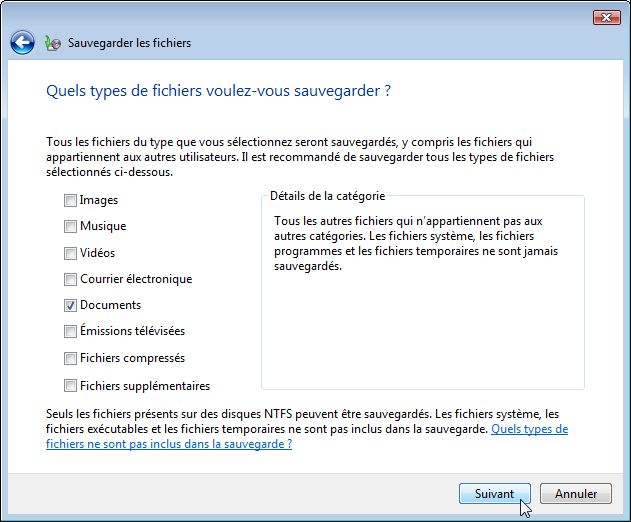 Sauvegarder les fichiers
Quels types de fichiers voulez-vous sauvegarder ?
Tous les fichiers du type que vous sélectionnez seront sauvegardés, y compris les fichiers qui
appartiennent aux autres utilisateurs. Il est recommandé de sauvegarder tous les types de fichiers
sélectionnés ci-dessous.
Images
Musique
Vidéos
Courrier électronique
Documents
Émissions télévisées
Fichiers compressés
Fichiers supplémentaires
Détails de la catégorie
Tous les autres fichiers qui n'appartiennent pas aux
autres catégories. Les fichiers système, les fichiers
programmes et les fichiers temporaires ne sont jamais
sauvegardés.
Seuls les fichiers présents sur des disques NTFS peuvent être sauvegardés. Les fichiers système, les
fichiers exécutables et les fichiers temporaires ne sont pas inclus dans la sauvegarde. Quels types de
fichiers ne sont pas inclus dans la sauvegarde ?
Suivant
Annuler